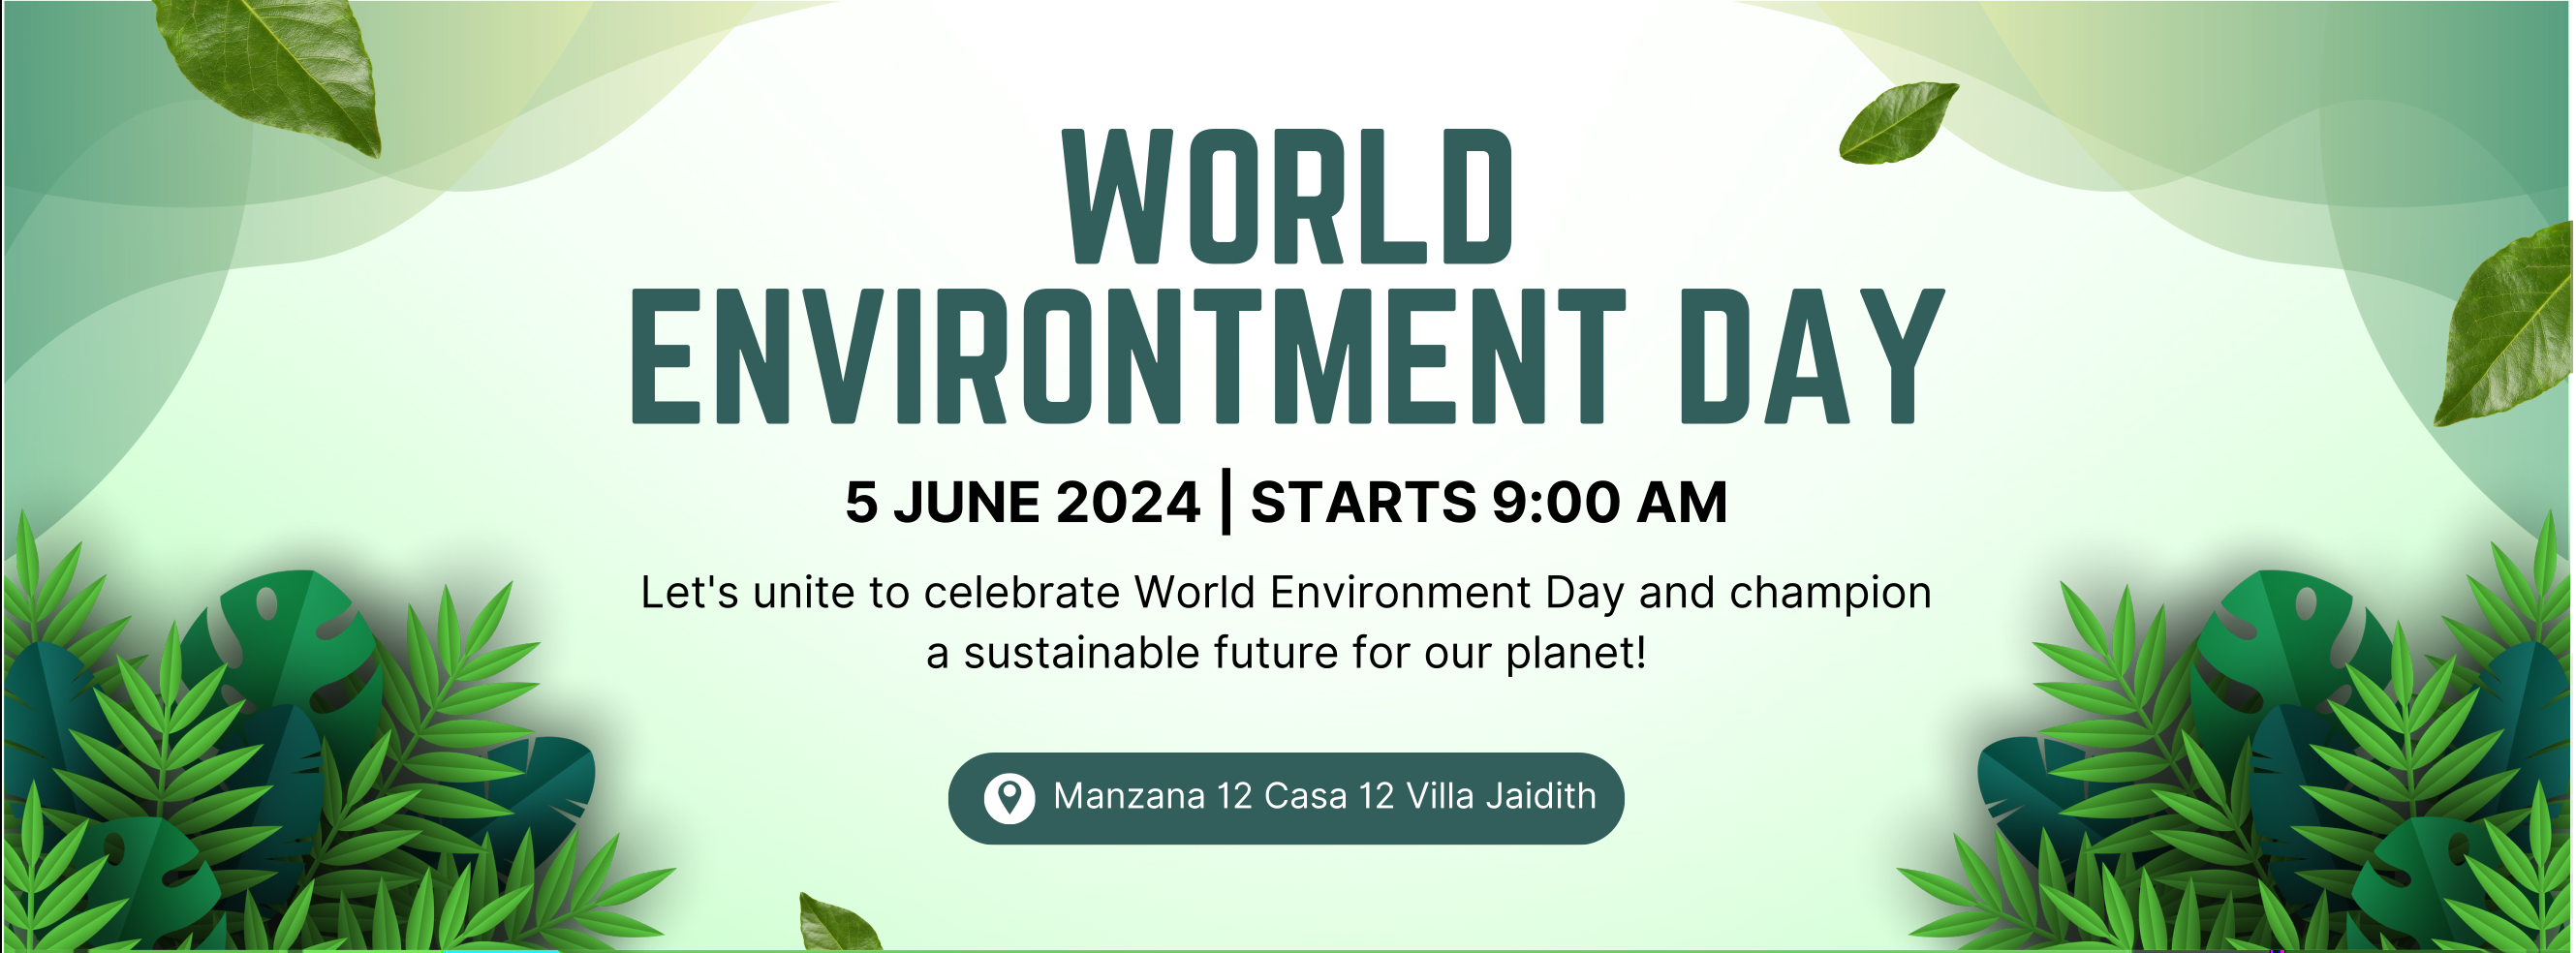 WORLD
ENVIRONTMENT DAY
5 JUNE 2024 | STARTS 9:00 AM
Let's unite to celebrate World Environment Day and champion
a sustainable future for our planet!
Manzana 12 Casa 12 Villa Jaidith